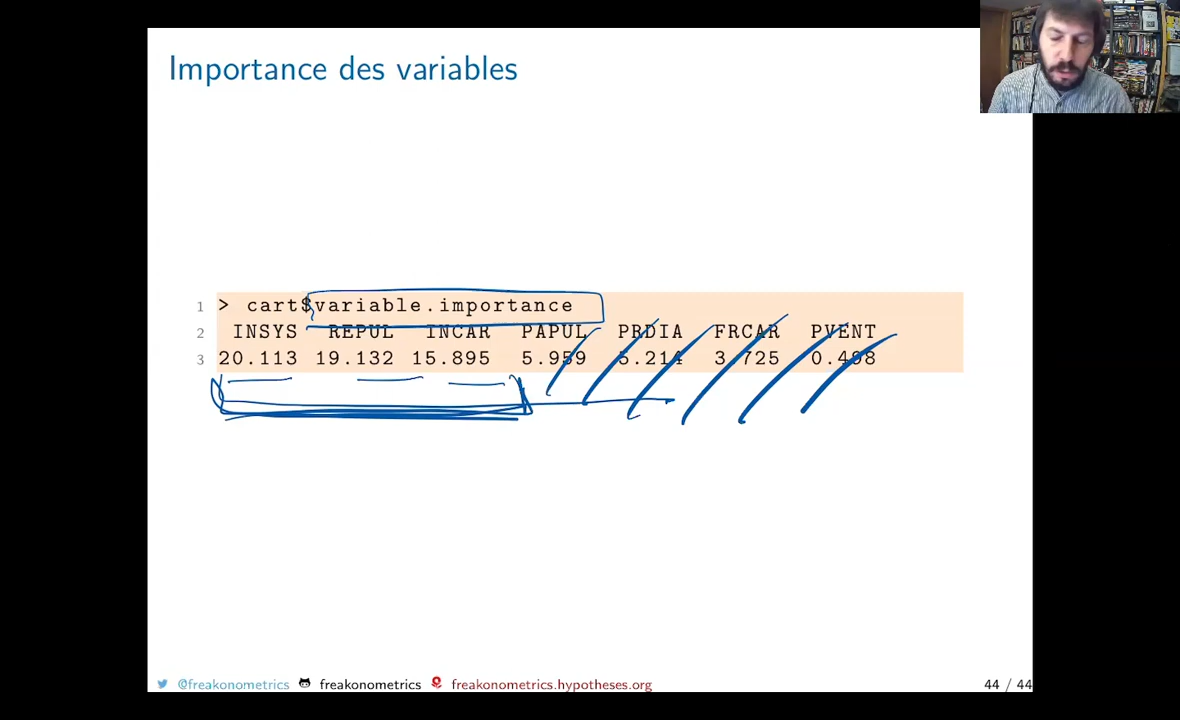 Importance des variables
1 > cart$variable.importance
2 INSYS REPUL INCAR PAPUL PRDIA FRCAR PVENT
3 20.113 19.132 15.895 5.959 5.214 3.725 0.498
@freakonometrics freakonometrics freakonometrics.hypotheses.org 44 / 44